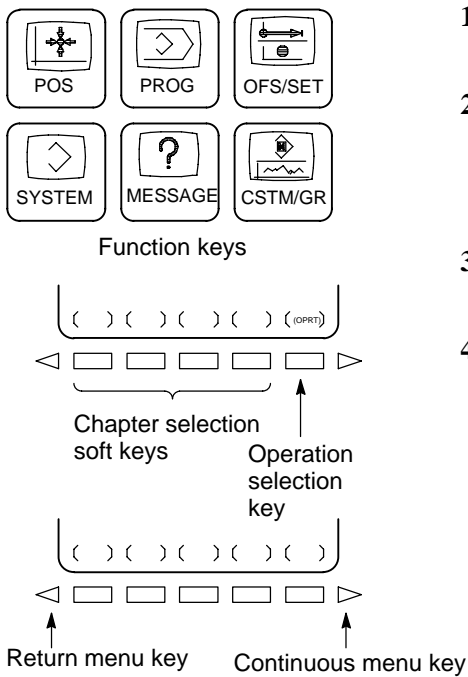 POS PROG OFS/SET
SYSTEM MESSAGE CSTM/GR
Function keys
( ) ( ) ( ) ( ) ( (OPRT))
Chapter selection
soft keys
Operation
selection
key
( ) ( ) ( ) ( ) ( )
Return menu key
Continuous menu key
1
2
3
4